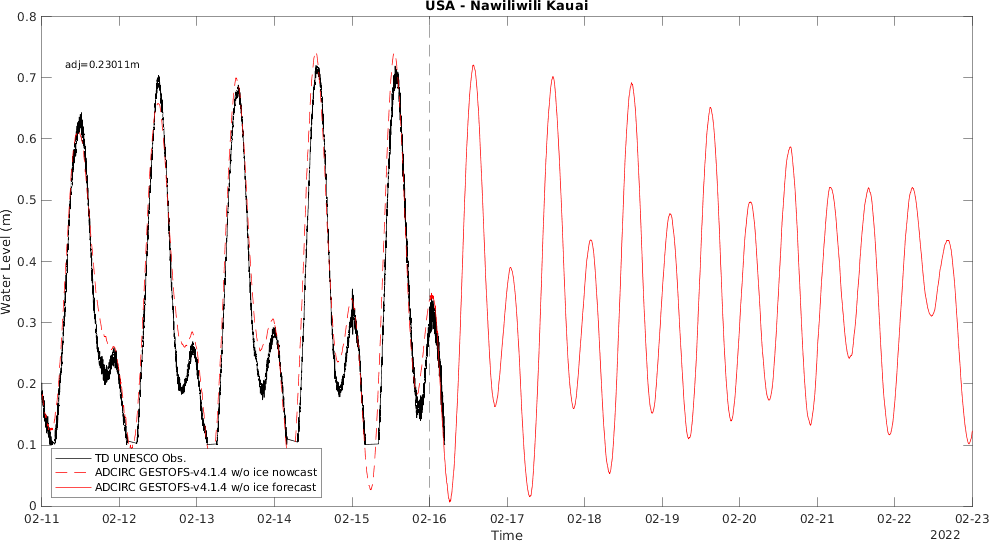 USA - Nawiliwili Kauai
adj=0.23011m
Water Level (m)
0.8
0.7
0.6
0.5
0.4
0.3
0.2
0.1
0
TD UNESCO Obs.
ADCIRC GESTOFS-v4.1.4 w/o ice nowcast
ADCIRC GESTOFS-v4.1.4 w/o ice forecast
02-11 02-12 02-13 02-14 02-15 02-16 02-17 02-18 02-19 02-20 02-21 02-22 02-23
Time
2022